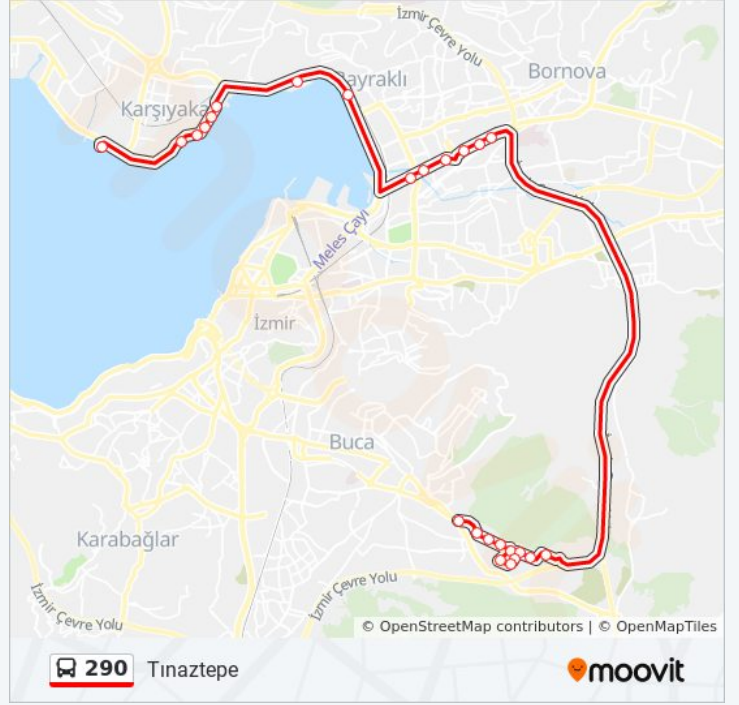 İzmir Çevre Yolu
Bayraklı
Bornova
Karşıyaka
Meles Çayı
İzmir
Buca
Karabağlar
İzmir Çevre Yolu
İzmir Çevre Yolu
© OpenStreetMap contributors | © OpenMapTiles
290 Tınaztepe
moovit